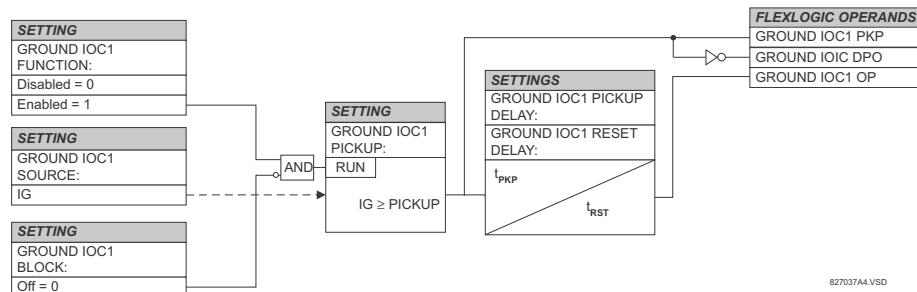 SETTING
GROUND IOC1
FUNCTION:
Disabled = 0
Enabled = 1
SETTING
GROUND IOC1
SOURCE:
IG
SETTING
GROUND IOC1
BLOCK:
Off = 0
AND
SETTING
GROUND IOC1
PICKUP:
RUN
IG ≥ PICKUP
SETTINGS
GROUND IOC1 PICKUP
DELAY:
GROUND IOC1 RESET
DELAY:
tPKP
tRST
FLEXLOGIC OPERANDS
GROUND IOC1 PKP
GROUND IOIC DPO
GROUND IOC1 OP
827037A4.VSD